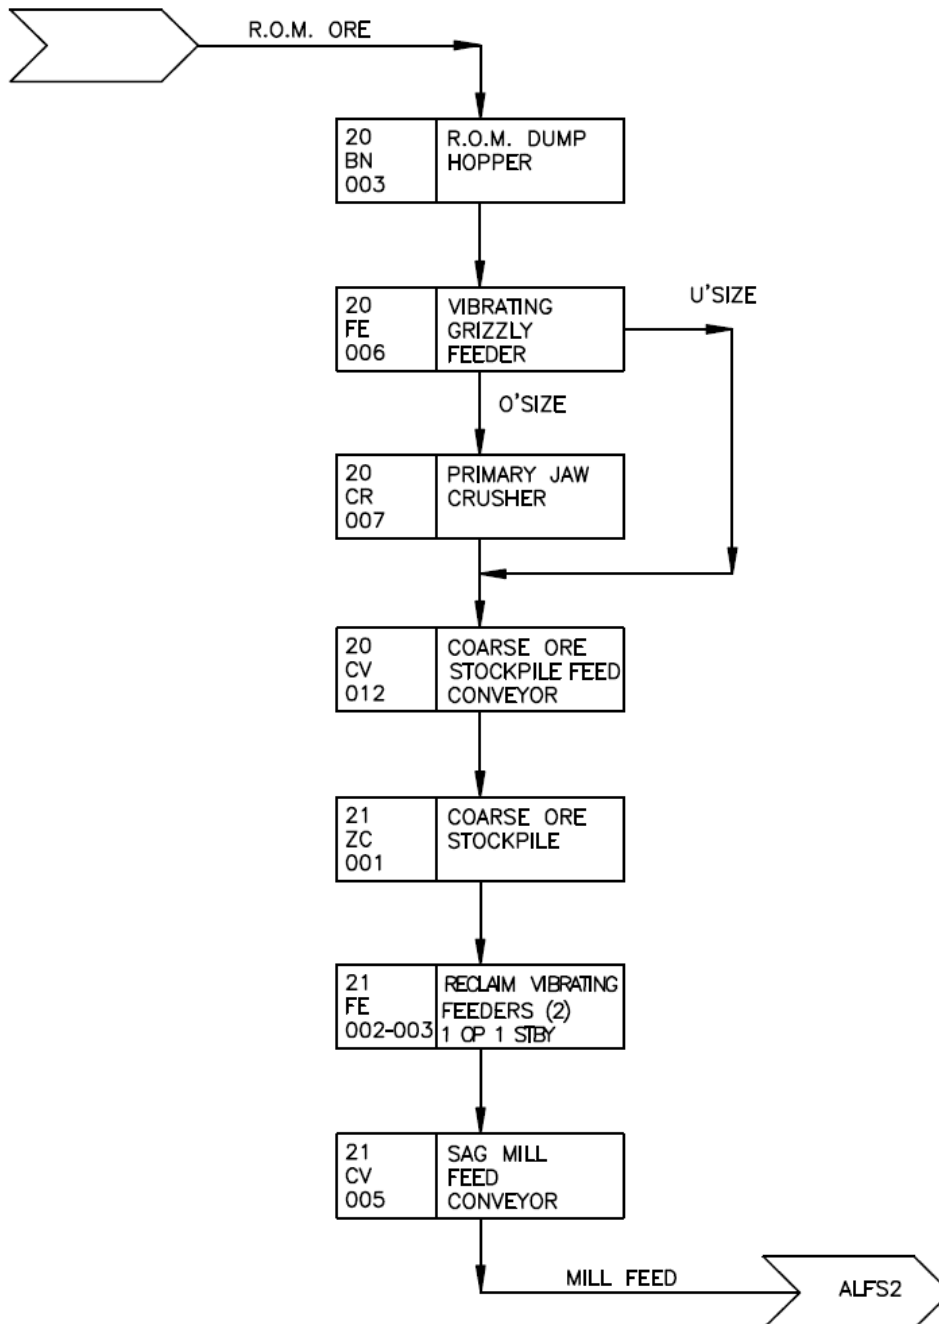 R.O.M. ORE
20
BN
003
R.O.M. DUMP
HOPPER
20
FE
006
VIBRATING
GRIZZLY
FEEDER
U'SIZE
O'SIZE
20
CR
007
PRIMARY JAW
CRUSHER
20
CV
012
COARSE ORE
STOCKPILE FEED
CONVEYOR
21
ZC
001
COARSE ORE
STOCKPILE
21
FE
002-003
RECLAIM VIBRATING
FEEDERS (2)
1 OP 1 STBY
21
CV
005
SAG MILL
FEED
CONVEYOR
MILL FEED
ALFS2